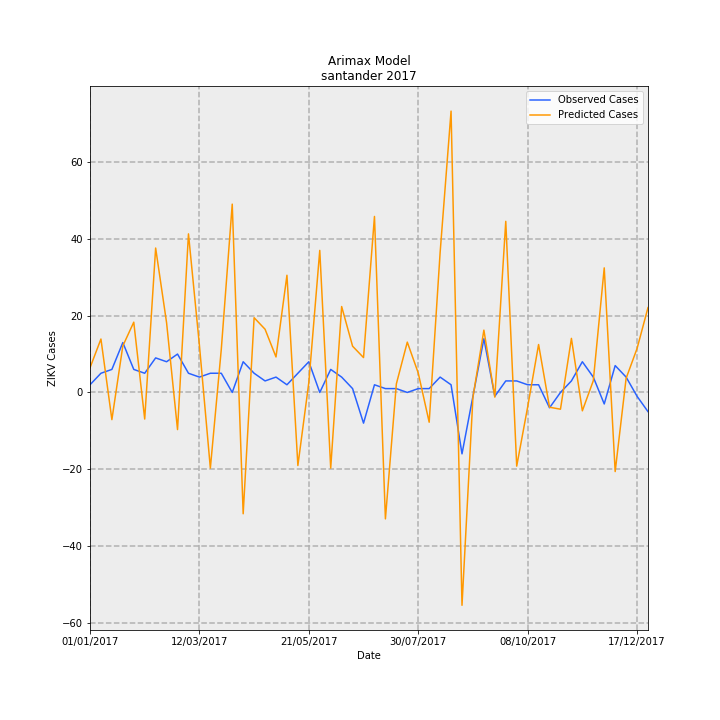 Arimax Model
santander 2017
Observed Cases
Predicted Cases
ZIKV Cases
60
40
20
0
−20
−40
−60
01/01/2017
12/03/2017
21/05/2017
30/07/2017
08/10/2017
17/12/2017
Date